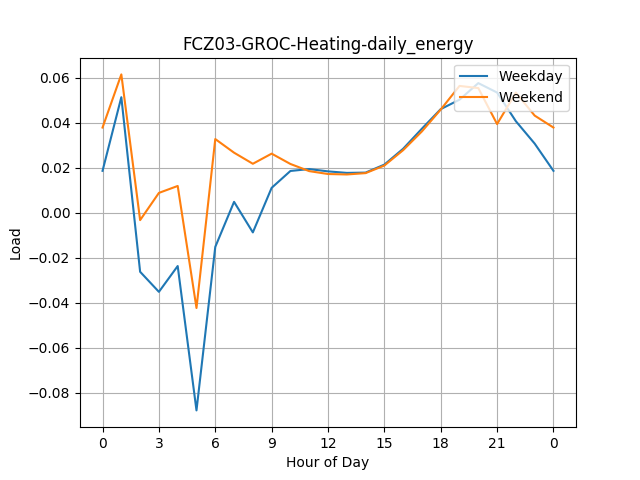 FCZ03-GROC-Heating-daily_energy
Weekday
Weekend
0.06
0.04
0.02
0.00
−0.02
−0.04
−0.06
−0.08
Load
0 3 6 9 12 15 18 21 0
Hour of Day